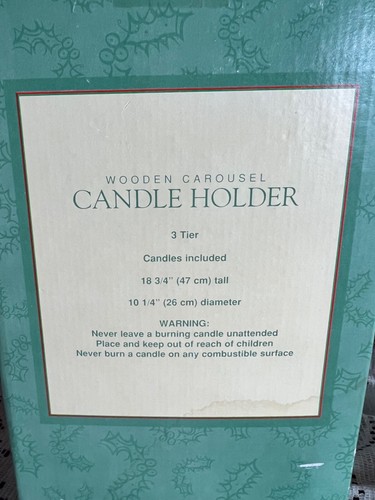 WOODEN CAROUSEL
CANDLE HOLDER
3 Tier
Candles included
18 3/4" (47 cm) tall
10 1/4" (26 cm) diameter
WARNING:
Never leave a burning candle unattended
Place and keep out of reach of children
Never burn a candle on any combustible surface